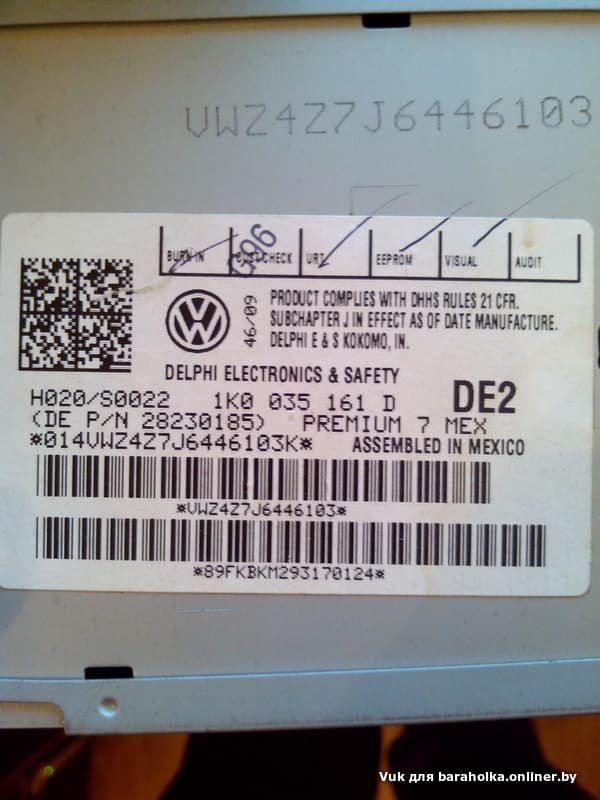 VWZ4Z7J6446103
BURN IN CUST CHECK URT EEPROM VISUAL AUDIT
46/09
PRODUCT COMPLIES WITH DHHS RULES 21 CFR.
SUBCHAPTER J IN EFFECT AS OF DATE MANUFACTURE.
DELPHI E & S KOKOMO, IN.
DELPHI ELECTRONICS & SAFETY
H020/S0022 1K0 035 161 D DE2
(DE P/N 28230185) PREMIUM 7 MEX
*014VWZ4Z7J6446103K* ASSEMBLED IN MEXICO
*VWZ4Z7J6446103*
*89FKBKM293170124*
Vuk для baraholka.onliner.by